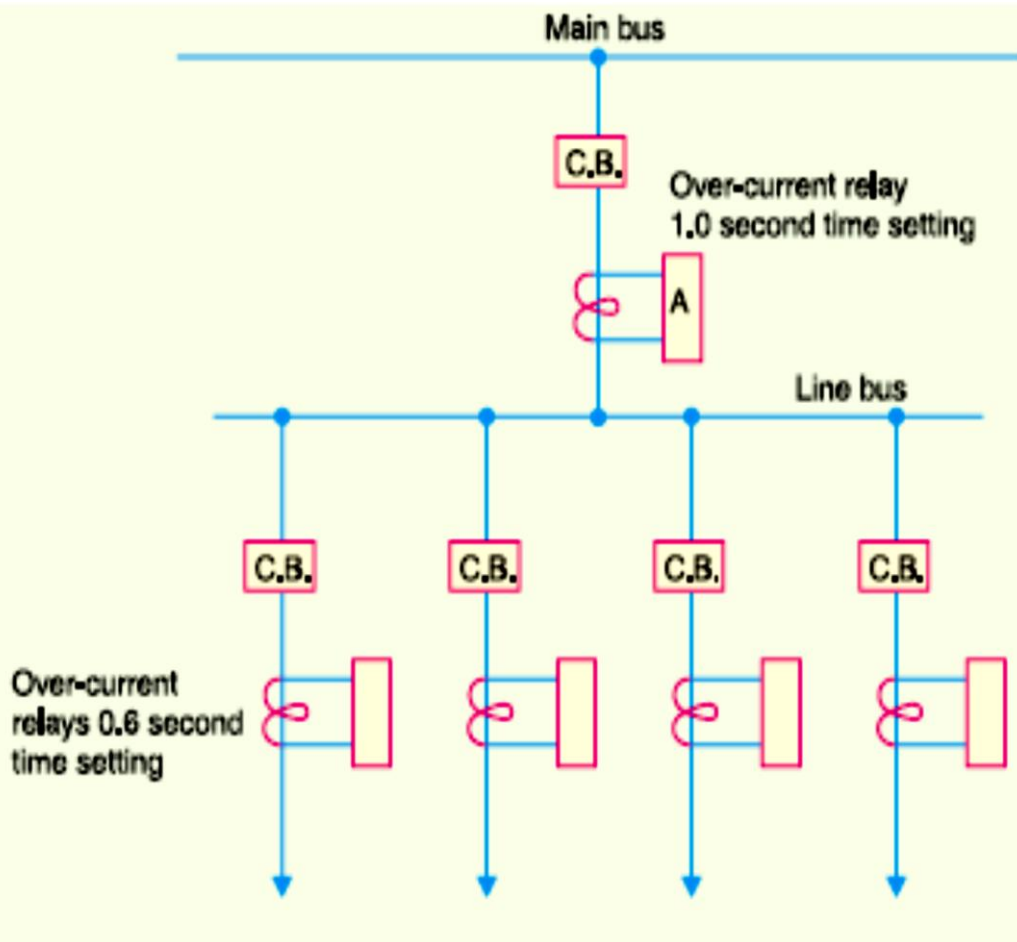 Main bus
C.B.
Over-current relay
1.0 second time setting
A
Line bus
C.B.
C.B.
C.B.
C.B.
Over-current
relays 0.6 second
time setting